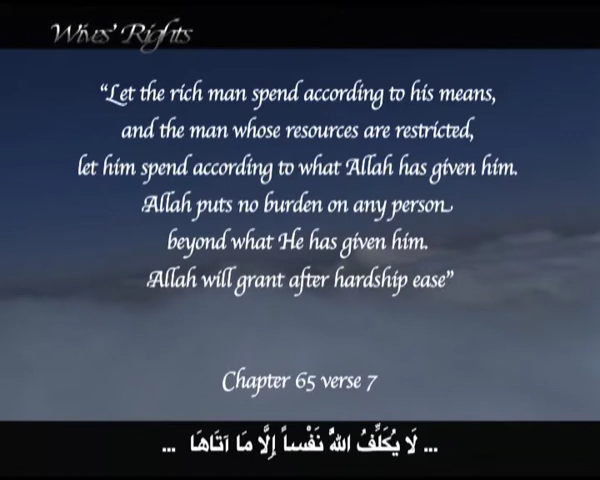 Wives' Rights
“Let the rich man spend according to his means,
and the man whose resources are restricted,
let him spend according to what Allah has given him.
Allah puts no burden on any person
beyond what He has given him.
Allah will grant after hardship ease”
Chapter 65 verse 7
... لَا يُكَلِّفُ اللهُ نَفْساً إِلَّا مَا آتَاهَا ...